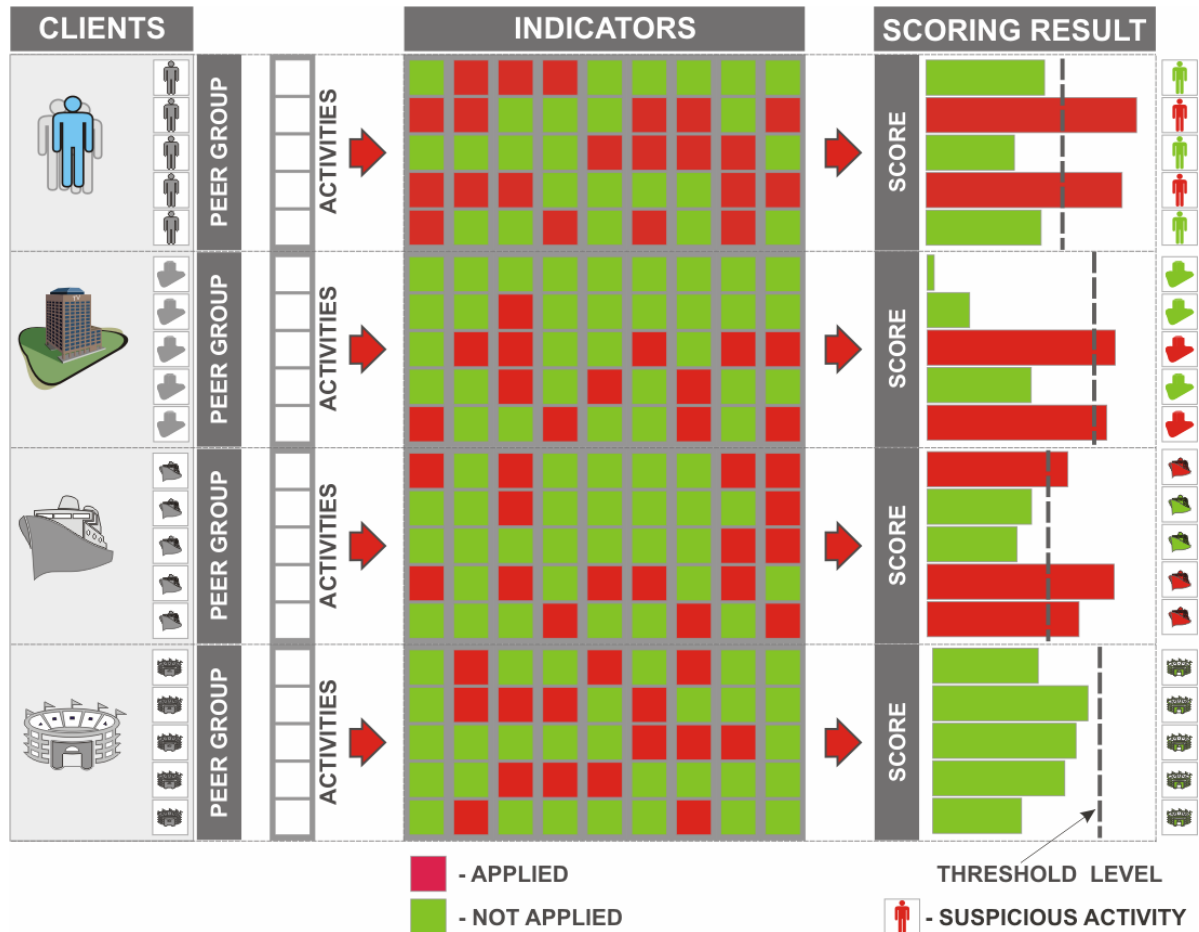 CLIENTS
INDICATORS
SCORING RESULT
PEER GROUP
ACTIVITIES
SCORE
PEER GROUP
ACTIVITIES
SCORE
PEER GROUP
ACTIVITIES
SCORE
PEER GROUP
ACTIVITIES
SCORE
- APPLIED
- NOT APPLIED
THRESHOLD LEVEL
- SUSPICIOUS ACTIVITY